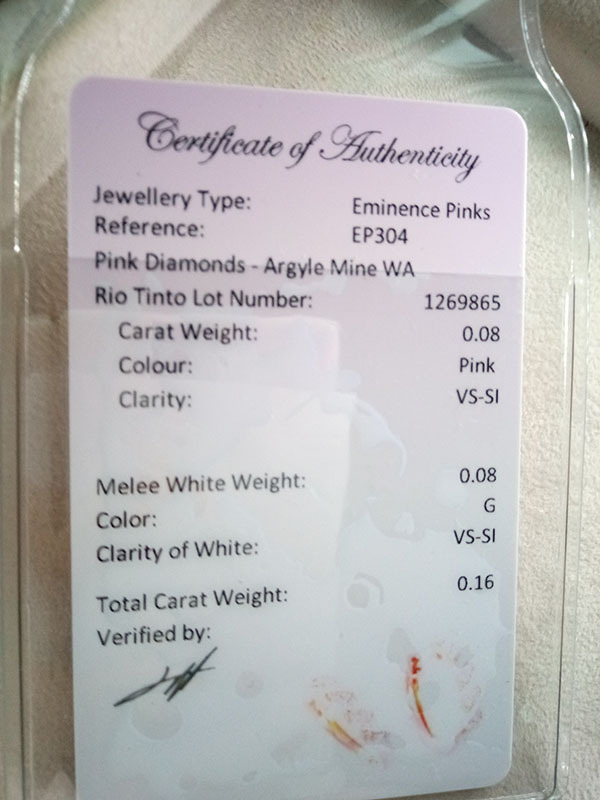 Certificate of Authenticity
Jewellery Type: Eminence Pinks
Reference: EP304
Pink Diamonds - Argyle Mine WA
Rio Tinto Lot Number: 1269865
Carat Weight: 0.08
Colour: Pink
Clarity: VS-SI
Melee White Weight: 0.08
Color: G
Clarity of White: VS-SI
Total Carat Weight: 0.16
Verified by: